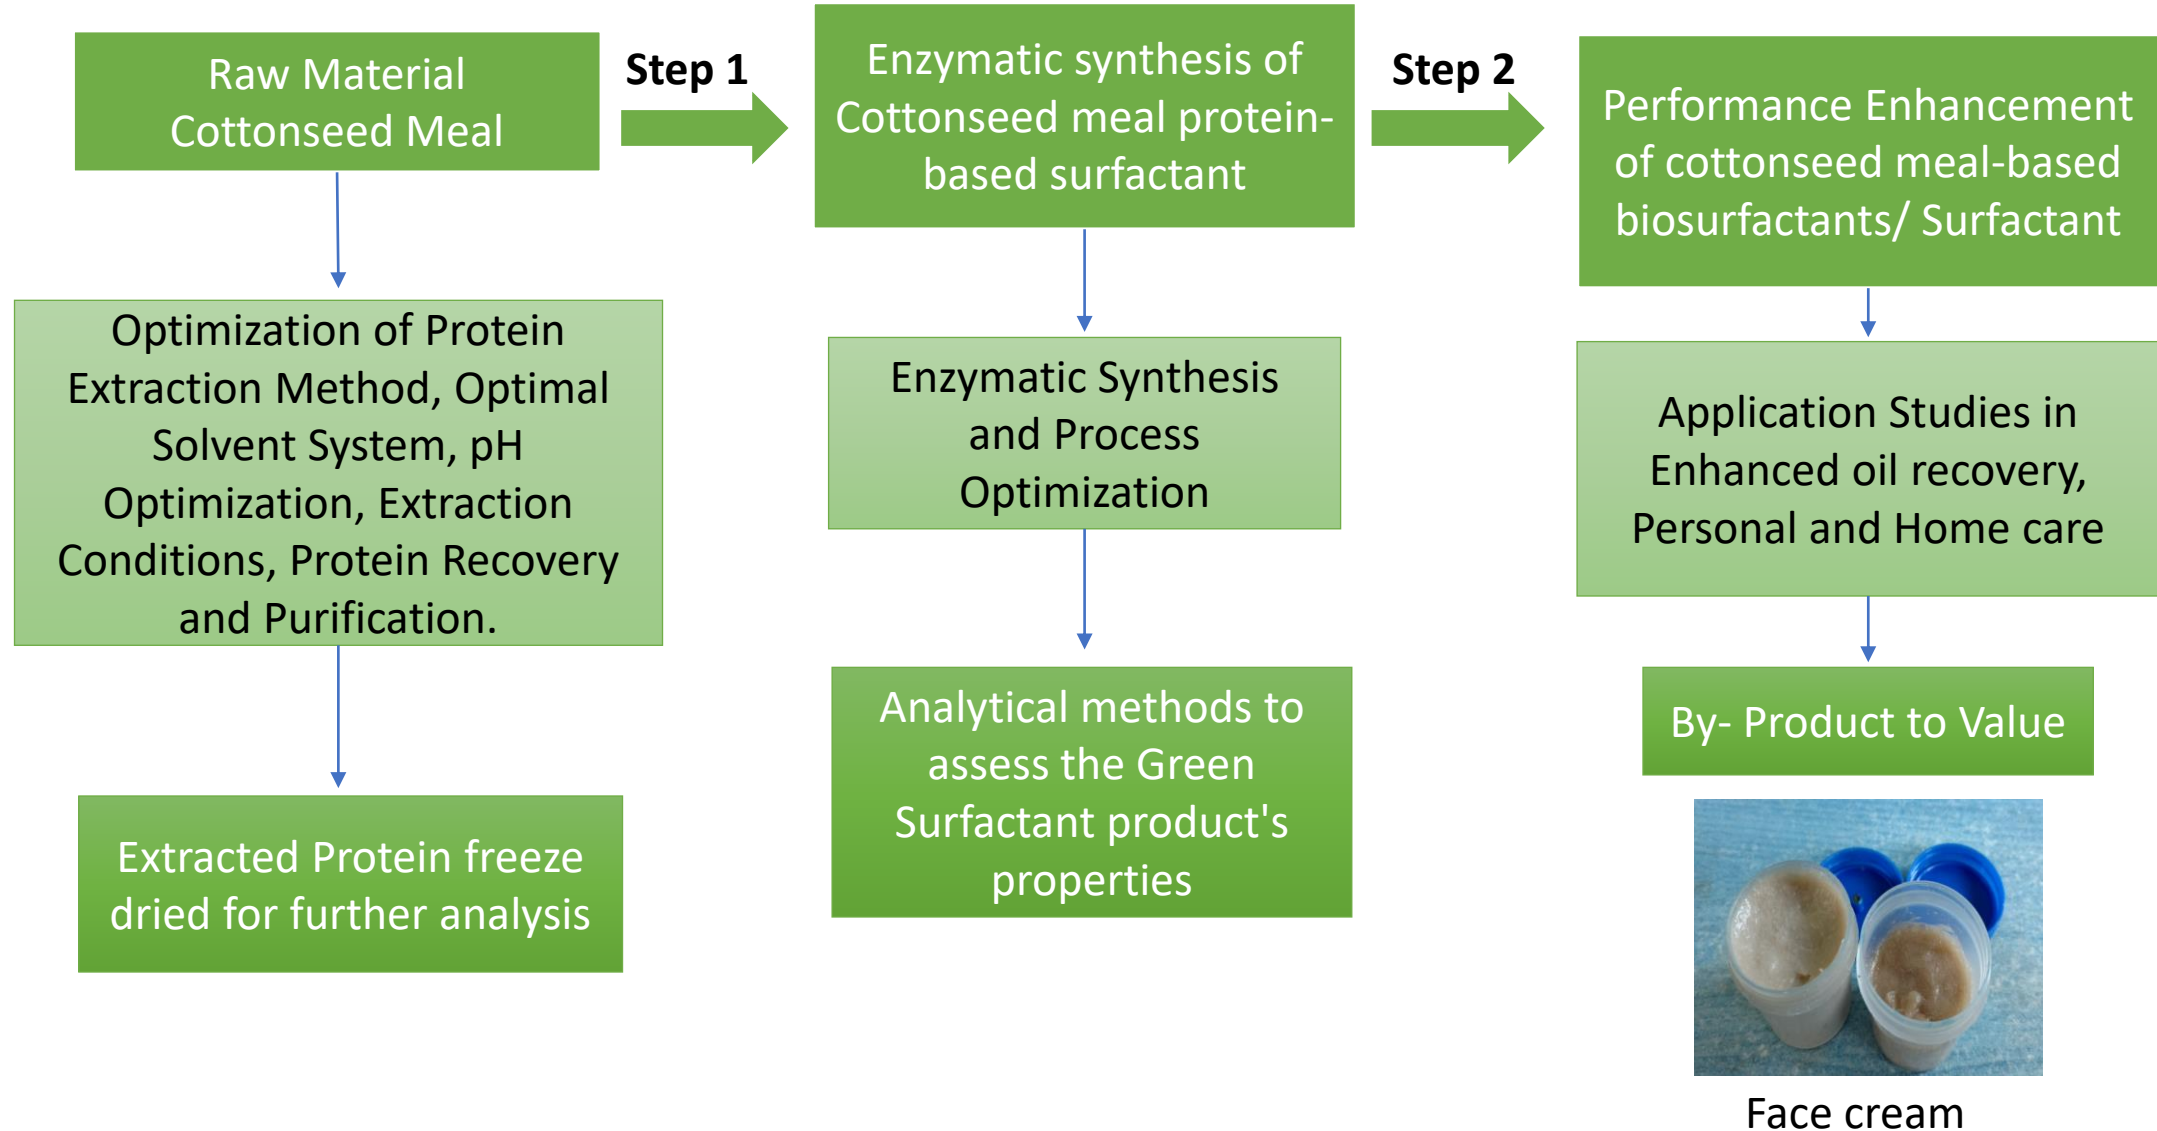 Raw Material
Cottonseed Meal
Step 1
Enzymatic synthesis of
Cottonseed meal protein-
based surfactant
Step 2
Performance Enhancement
of cottonseed meal-based
biosurfactants/ Surfactant
Optimization of Protein
Extraction Method, Optimal
Solvent System, pH
Optimization, Extraction
Conditions, Protein Recovery
and Purification.
Enzymatic Synthesis
and Process
Optimization
Application Studies in
Enhanced oil recovery,
Personal and Home care
Extracted Protein freeze
dried for further analysis
Analytical methods to
assess the Green
Surfactant product's
properties
By- Product to Value
Face cream